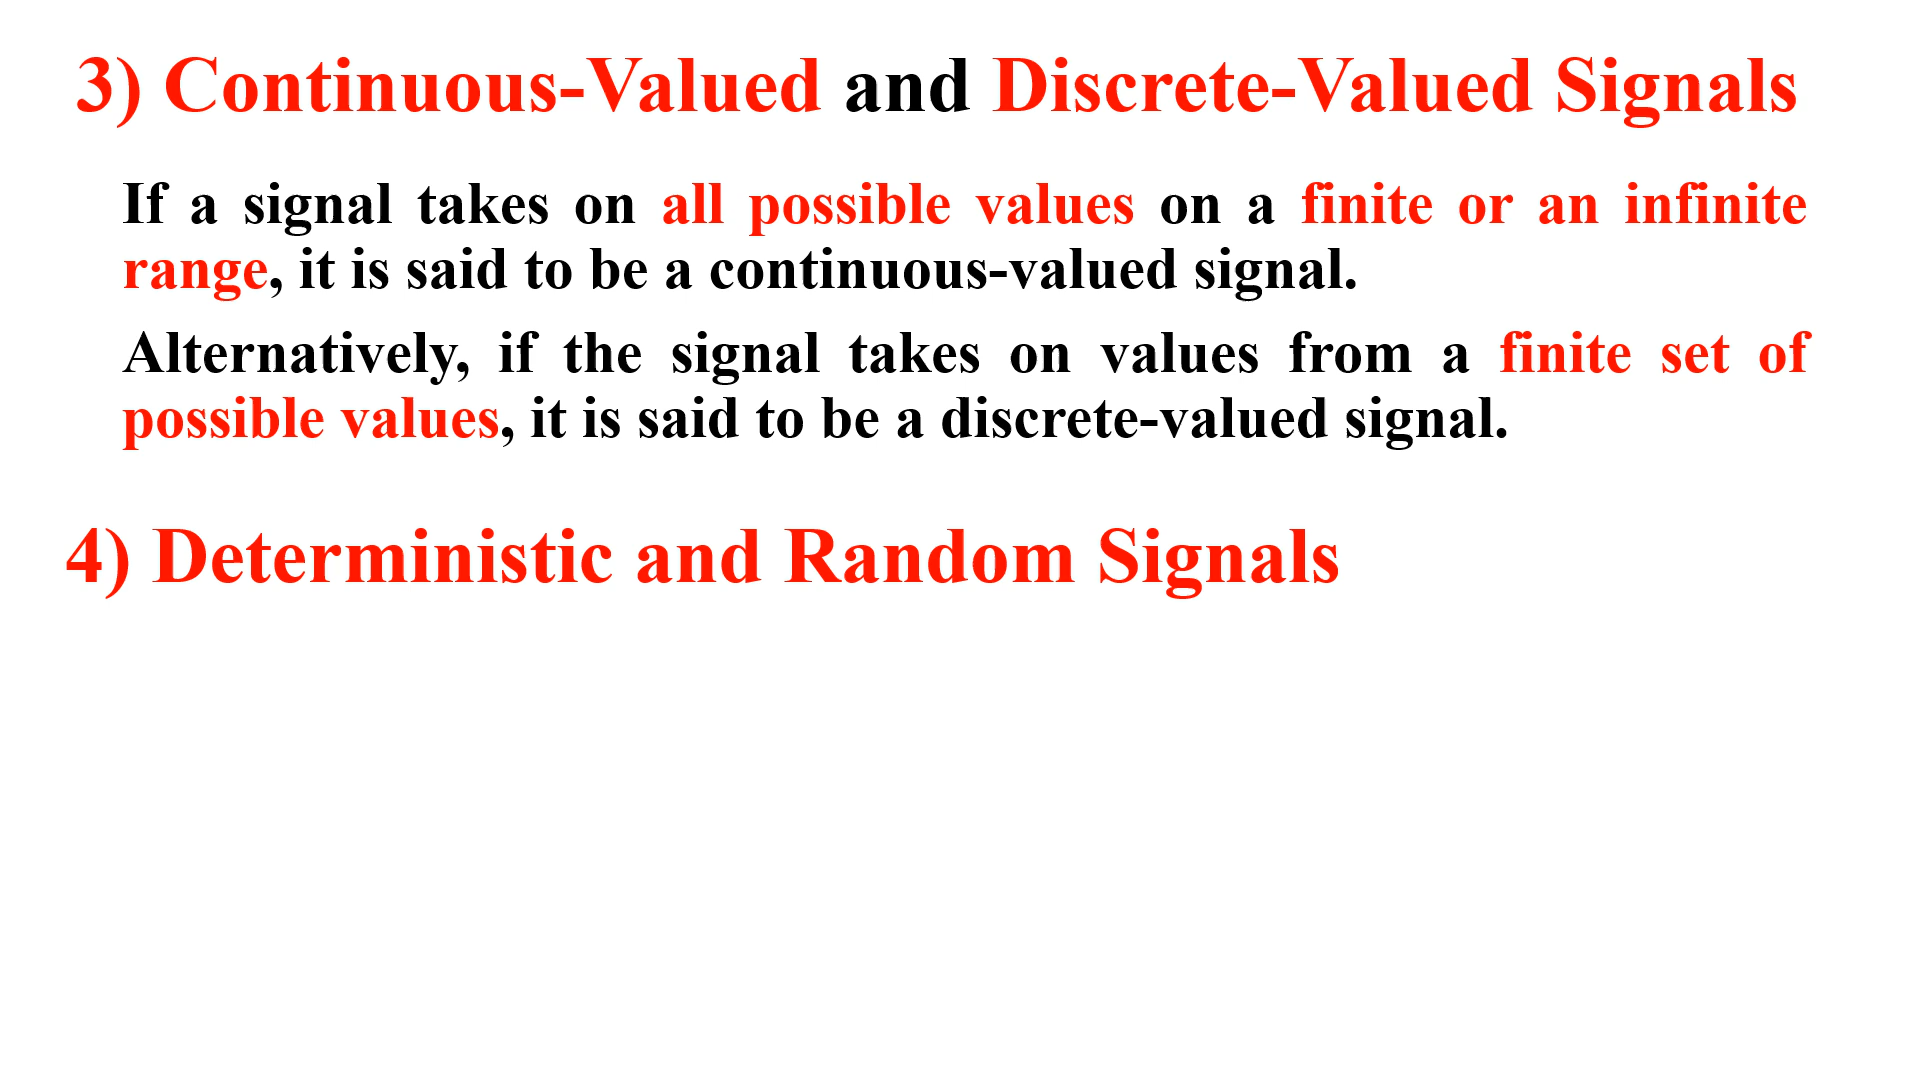 3) Continuous-Valued and Discrete-Valued Signals
If a signal takes on all possible values on a finite or an infinite
range, it is said to be a continuous-valued signal.
Alternatively, if the signal takes on values from a finite set of
possible values, it is said to be a discrete-valued signal.
4) Deterministic and Random Signals